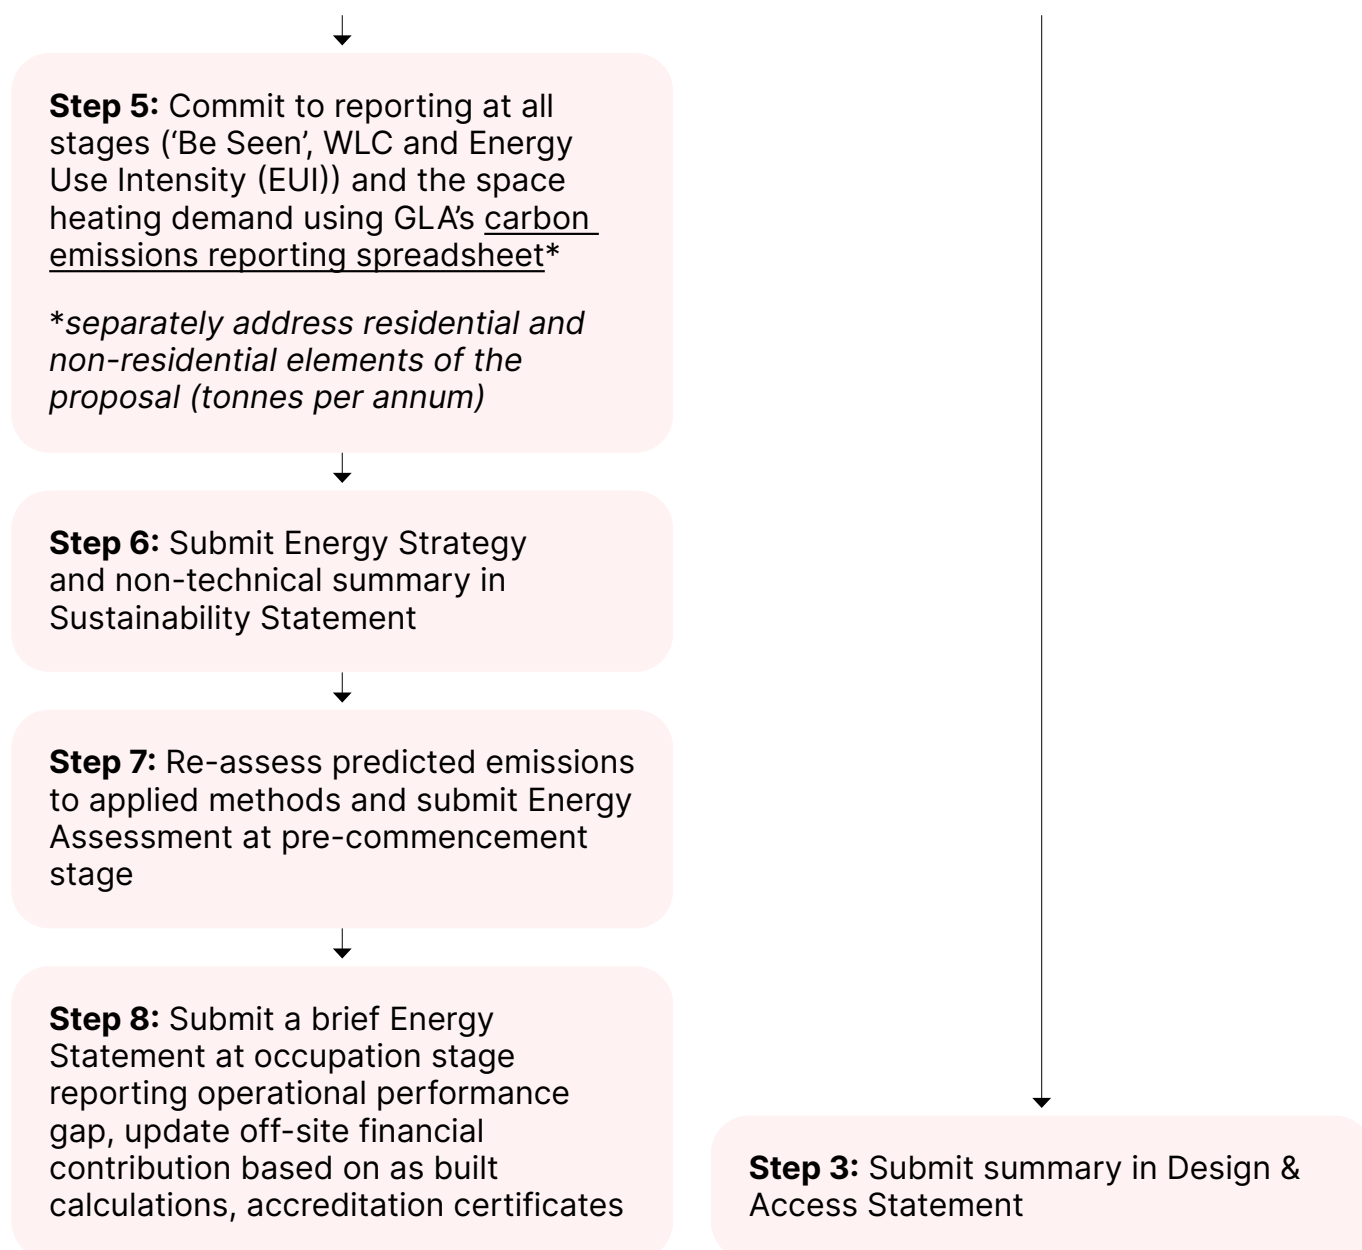 Step 5: Commit to reporting at all
stages (‘Be Seen’, WLC and Energy
Use Intensity (EUI)) and the space
heating demand using GLA’s carbon
emissions reporting spreadsheet*
*separately address residential and
non-residential elements of the
proposal (tonnes per annum)
Step 6: Submit Energy Strategy
and non-technical summary in
Sustainability Statement
Step 7: Re-assess predicted emissions
to applied methods and submit Energy
Assessment at pre-commencement
stage
Step 8: Submit a brief Energy
Statement at occupation stage
reporting operational performance
gap, update off-site financial
contribution based on as built
calculations, accreditation certificates
Step 3: Submit summary in Design &
Access Statement